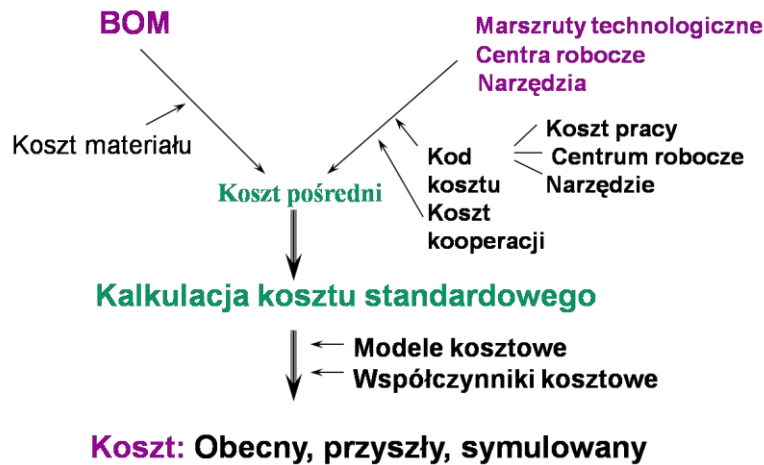 BOM
Marszruty technologiczne
Centra robocze
Narzędzia
Koszt materiału
Koszt pracy
Kod
Centrum robocze
kosztu
Narzędzie
Koszt pośredni
Koszt
kooperacji
Kalkulacja kosztu standardowego
Modele kosztowe
Współczynniki kosztowe
Koszt: Obecny, przyszły, symulowany